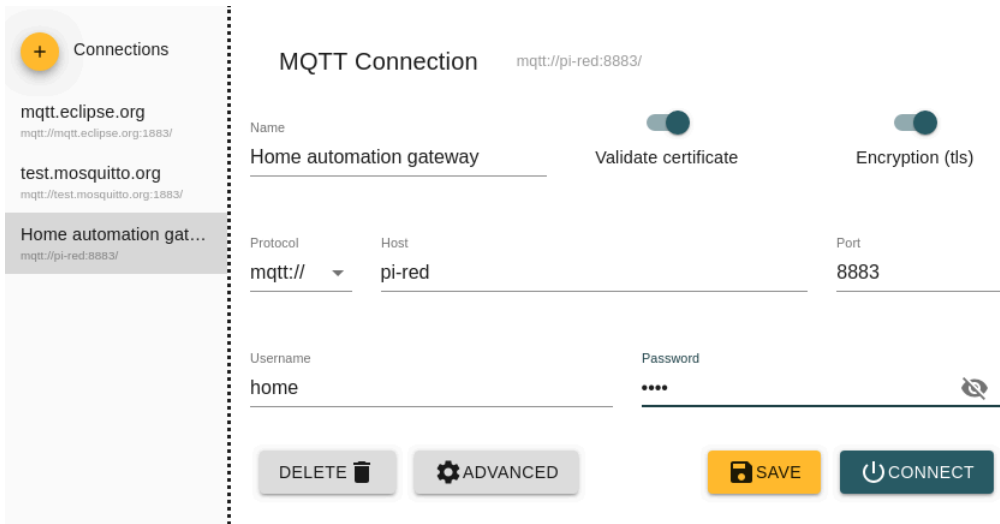 + Connections
mqtt.eclipse.org
mqtt://mqtt.eclipse.org:1883/
test.mosquitto.org
mqtt://test.mosquitto.org:1883/
Home automation gat...
mqtt://pi-red:8883/
MQTT Connection mqtt://pi-red:8883/
Name
Home automation gateway
Validate certificate
Encryption (tls)
Protocol Host Port
mqtt:// pi-red 8883
Username Password
home ••••
DELETE ADVANCED SAVE CONNECT